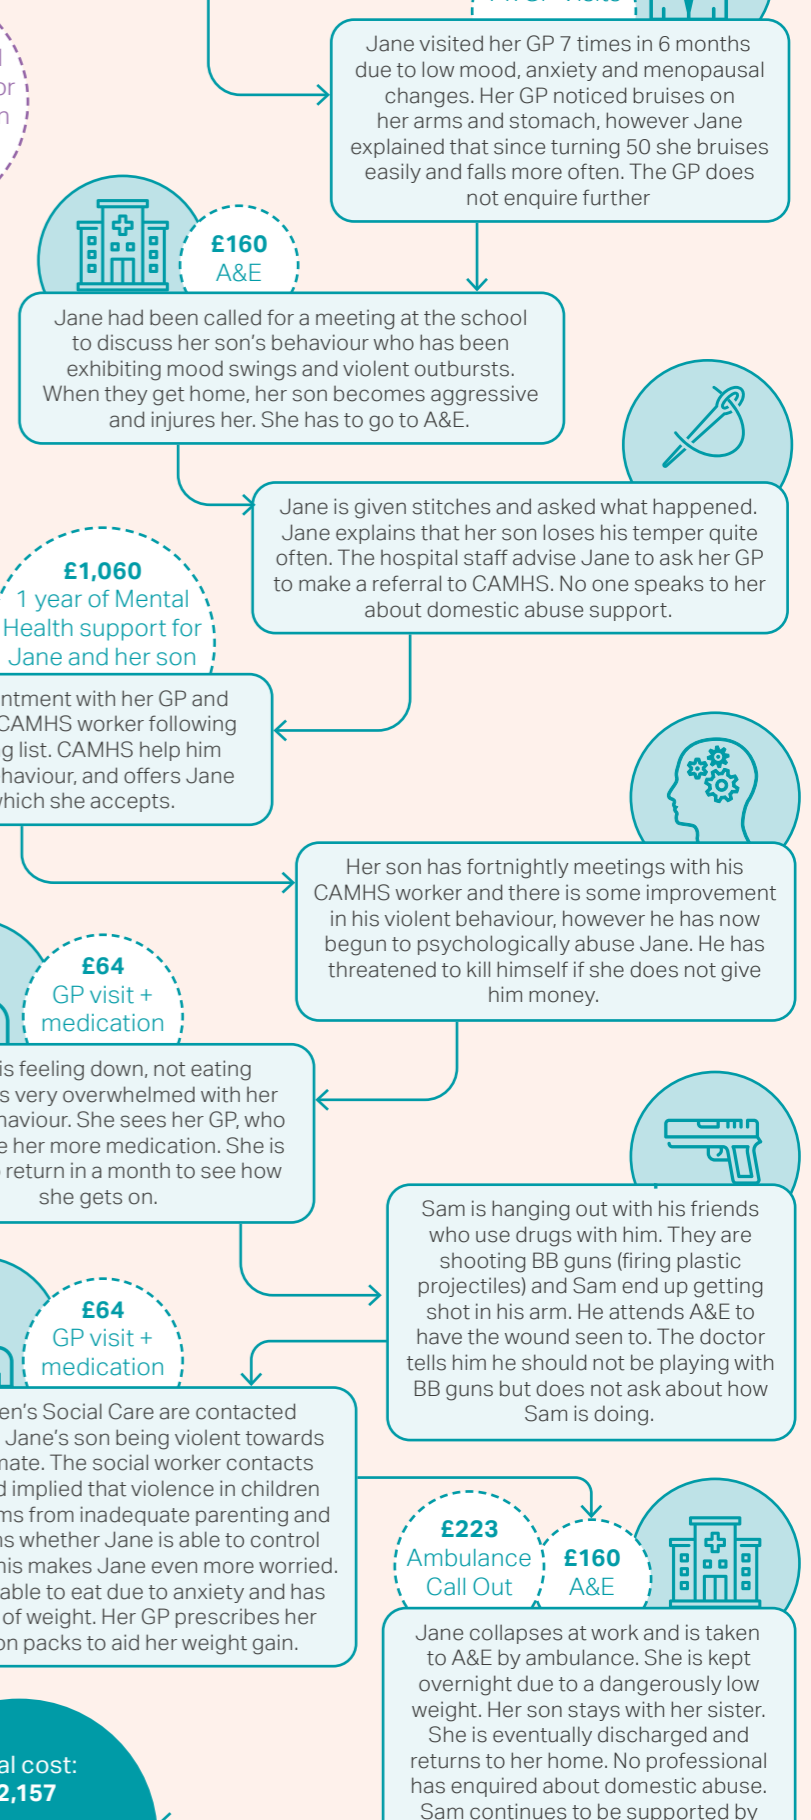 Jane visited her GP 7 times in 6 months
due to low mood, anxiety and menopausal
changes. Her GP noticed bruises on
her arms and stomach, however Jane
explained that since turning 50 she bruises
easily and falls more often. The GP does
not enquire further
£160
A&E
Jane had been called for a meeting at the school
to discuss her son's behaviour who has been
exhibiting mood swings and violent outbursts.
When they get home, her son becomes aggressive
and injures her. She has to go to A&E.
Jane is given stitches and asked what happened.
Jane explains that her son loses his temper quite
often. The hospital staff advise Jane to ask her GP
to make a referral to CAMHS. No one speaks to her
about domestic abuse support.
£1,060
1 year of Mental
Health support for
Jane and her son
with her GP and
CAMHS worker following
list. CAMHS help him
and offers Jane
which she accepts.
Her son has fortnightly meetings with his
CAMHS worker and there is some improvement
in his violent behaviour, however he has now
begun to psychologically abuse Jane. He has
threatened to kill himself if she does not give
him money.
£64
GP visit +
medication
is feeling down, not eating
very overwhelmed with her
She sees her GP, who
her more medication. She is
return in a month to see how
she gets on.
Sam is hanging out with his friends
who use drugs with him. They are
shooting BB guns (firing plastic
projectiles) and Sam end up getting
shot in his arm. He attends A&E to
have the wound seen to. The doctor
tells him he should not be playing with
BB guns but does not ask about how
Sam is doing.
£64
GP visit +
medication
Social Care are contacted
Jane's son being violent towards
The social worker contacts
implied that violence in children
from inadequate parenting and
whether Jane is able to control
makes Jane even more worried.
able to eat due to anxiety and has
of weight. Her GP prescribes her
packs to aid her weight gain.
£223
Ambulance
Call Out
£160
A&E
Jane collapses at work and is taken
to A&E by ambulance. She is kept
overnight due to a dangerously low
weight. Her son stays with her sister.
She is eventually discharged and
returns to her home. No professional
has enquired about domestic abuse.
Sam continues to be supported by
cost:
2,157